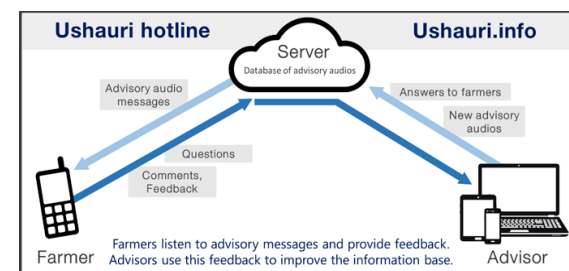 Ushauri hotline
Ushauri.info
Server
Database of advisory audios
Advisory audio
messages
Answers to farmers
New advisory
audios
Questions
Comments,
Feedback
Farmer
Farmers listen to advisory messages and provide feedback.
Advisors use this feedback to improve the information base.
Advisor